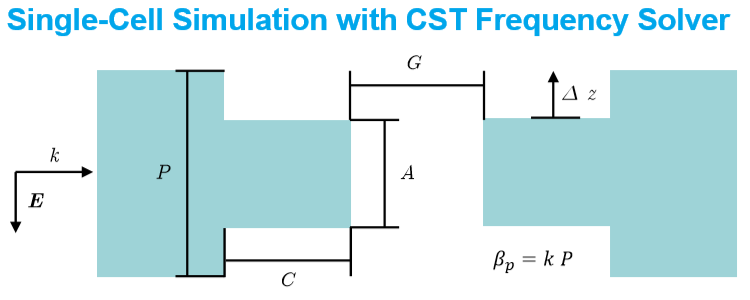 Single-Cell Simulation with CST Frequency Solver
G
Δ z
k
P
A
E
β_p = k P
C